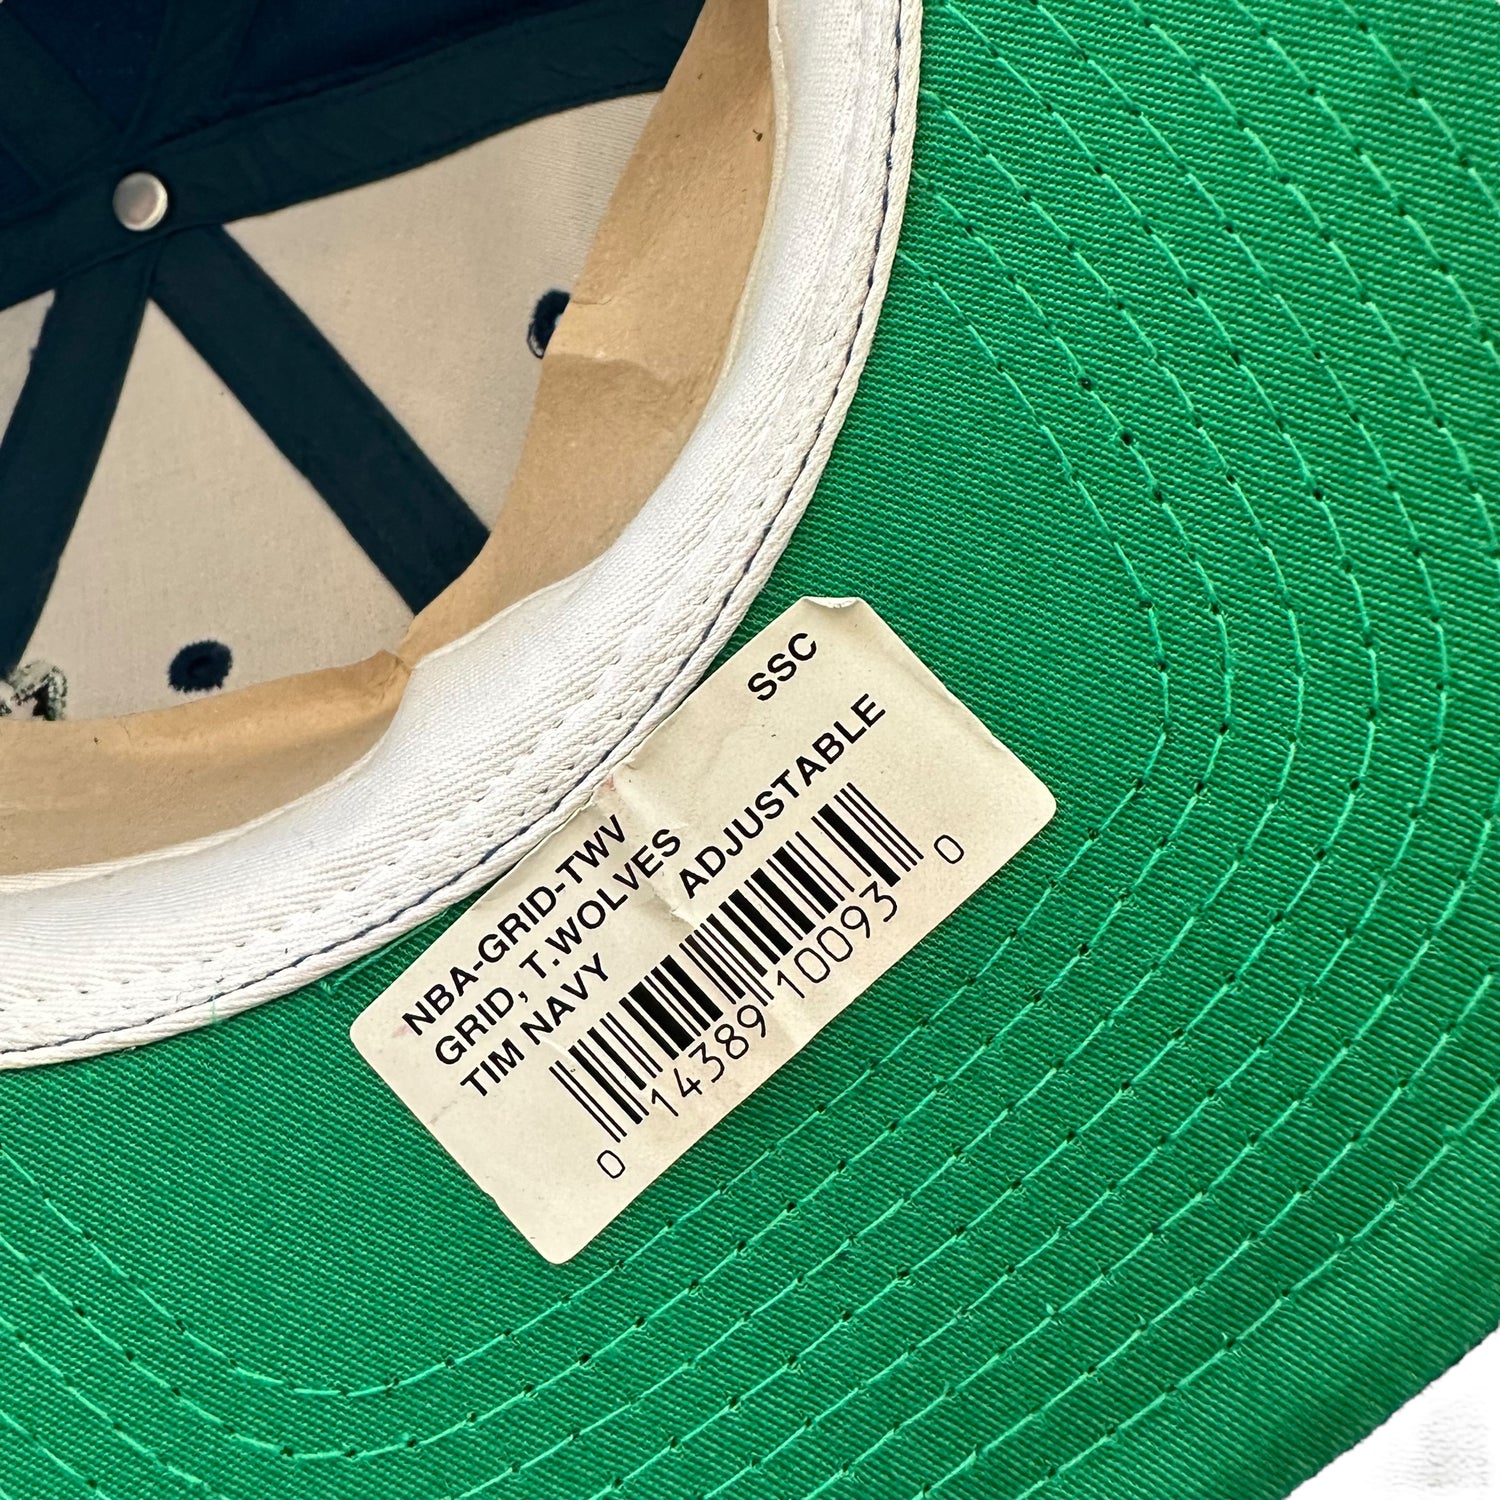 SSC
NBA-GRID-TWV
GRID, T.WOLVES
TIM NAVY ADJUSTABLE
0 14389 10093 0